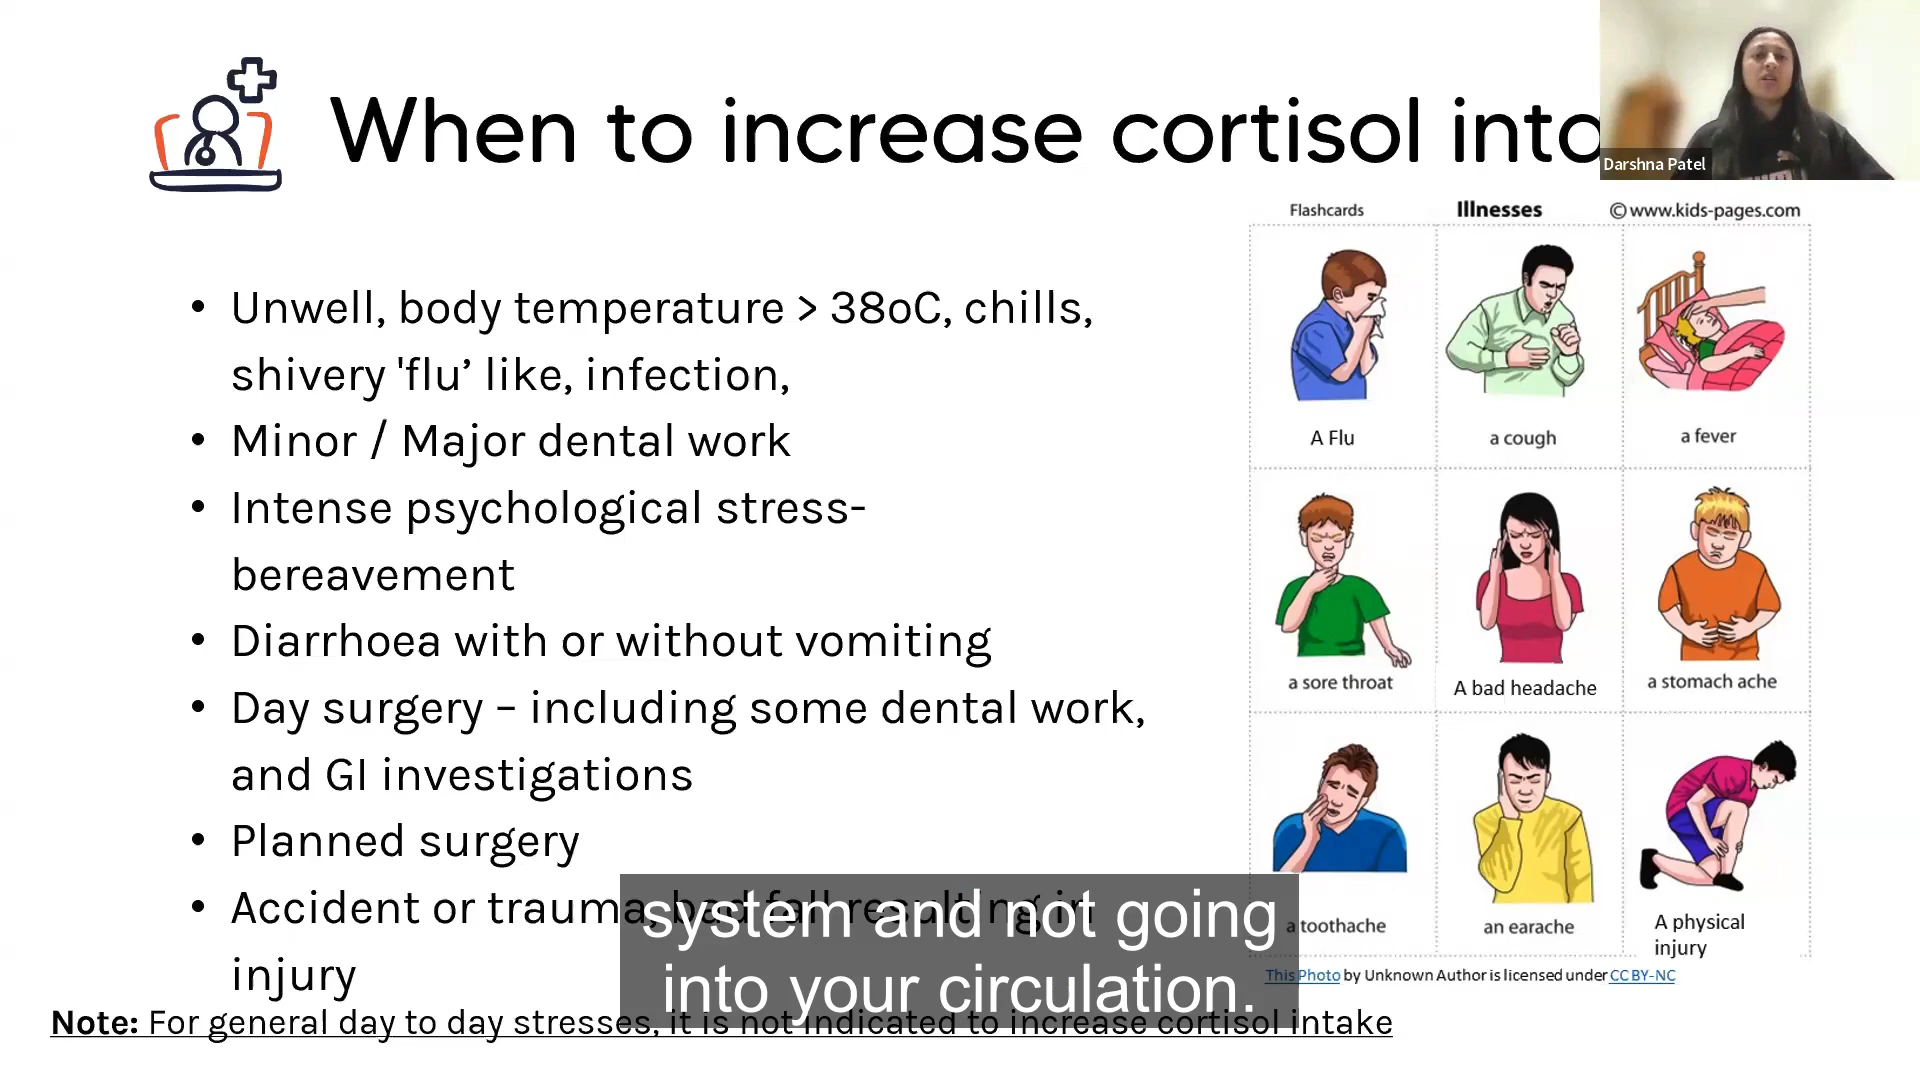 When to increase cortisol inta
Darshna Patel
Flashcards Illnesses © www.kids-pages.com
• Unwell, body temperature > 38oC, chills,
shivery 'flu’ like, infection,
• Minor / Major dental work
• Intense psychological stress-
bereavement
• Diarrhoea with or without vomiting
• Day surgery – including some dental work,
and GI investigations
• Planned surgery
• Accident or trauma, bad fall resulting in
injury
A Flu
a cough
a fever
a sore throat
A bad headache
a stomach ache
a toothache
an earache
A physical
injury
This Photo by Unknown Author is licensed under CC BY-NC
system and not going
into your circulation.
Note: For general day to day stresses, it is not indicated to increase cortisol intake